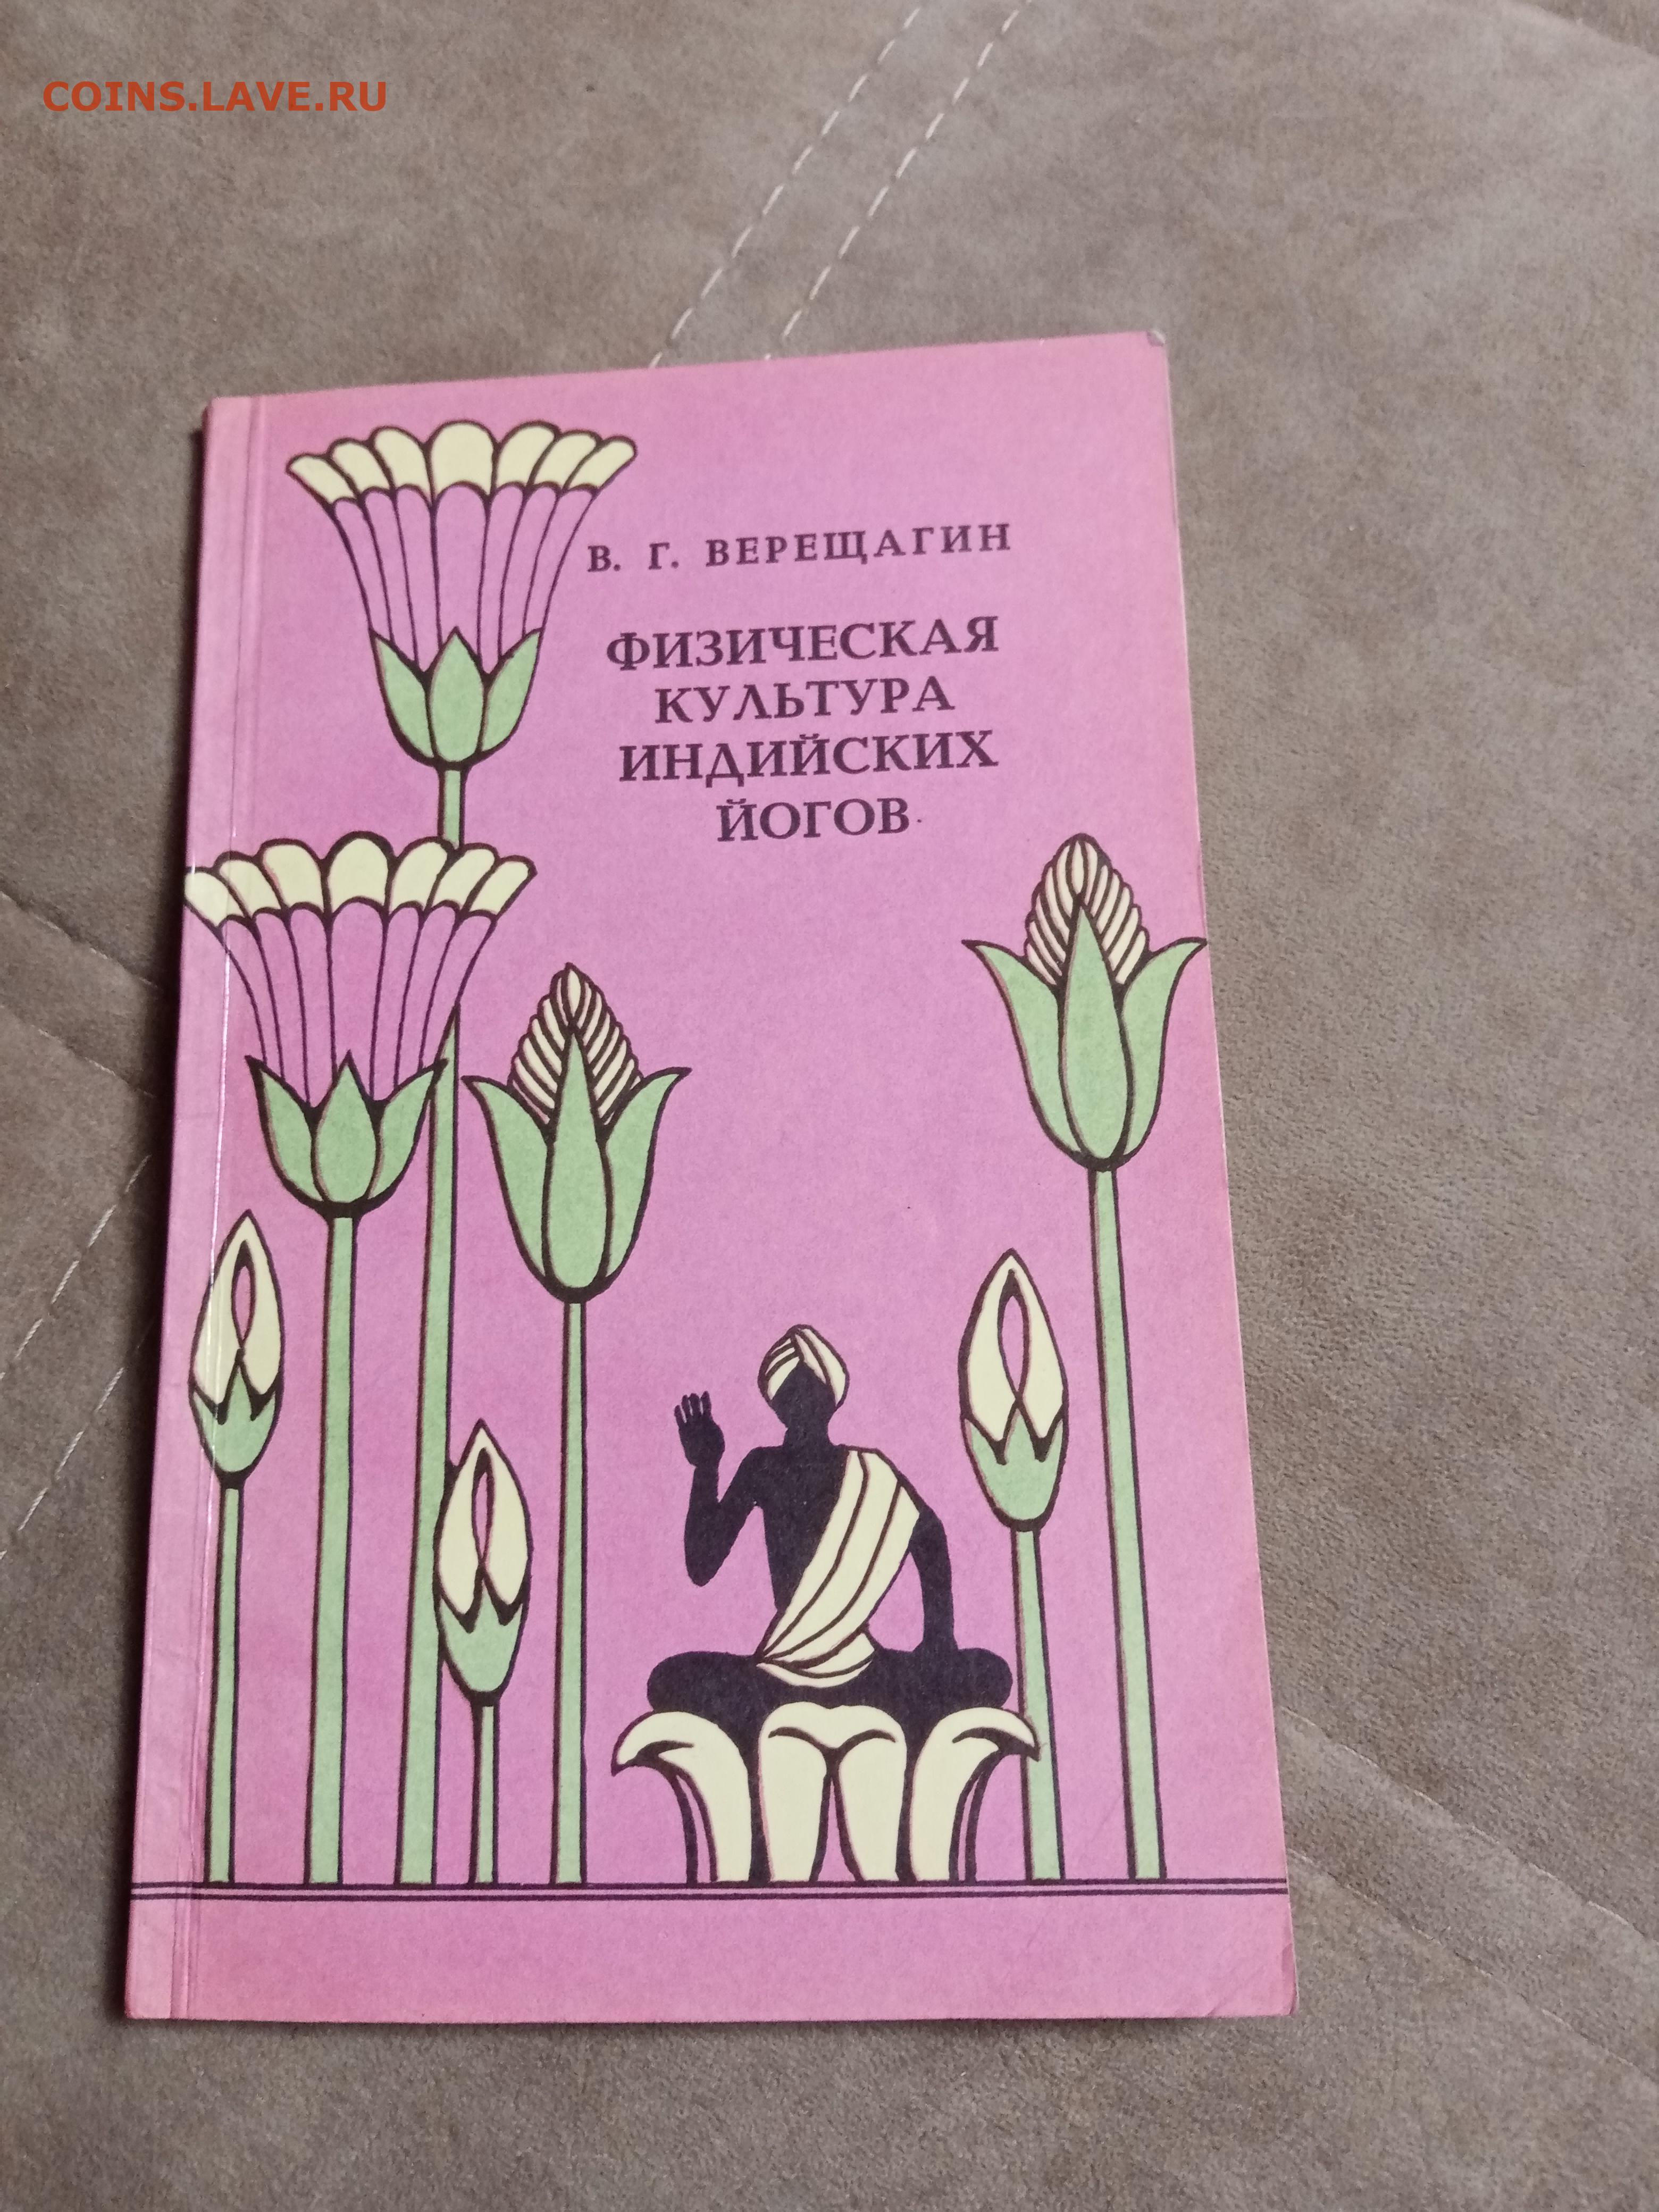 COINS.LAVE.RU
В. Г. ВЕРЕЩАГИН
ФИЗИЧЕСКАЯ
КУЛЬТУРА
ИНДИЙСКИХ
ЙОГОВ